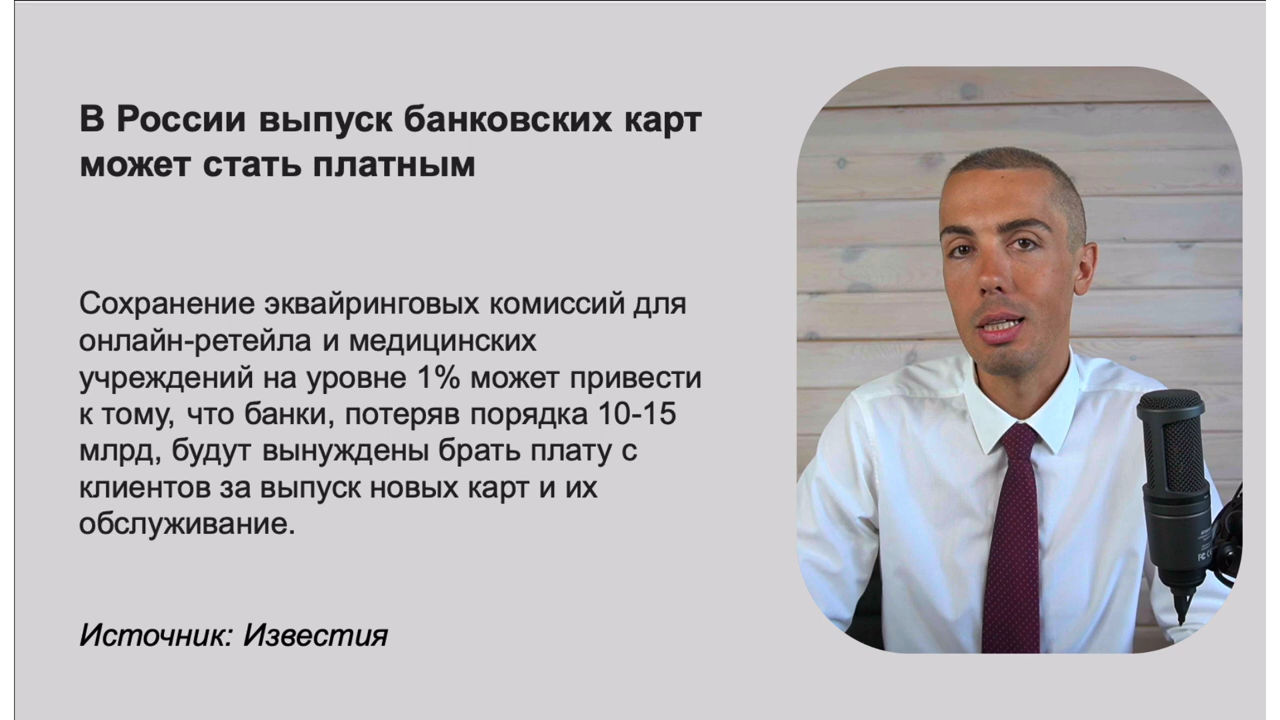 В России выпуск банковских карт
может стать платным
Сохранение эквайринговых комиссий для
онлайн-ретейла и медицинских
учреждений на уровне 1% может привести
к тому, что банки, потеряв порядка 10-15
млрд, будут вынуждены брать плату с
клиентов за выпуск новых карт и их
обслуживание.
Источник: Известия